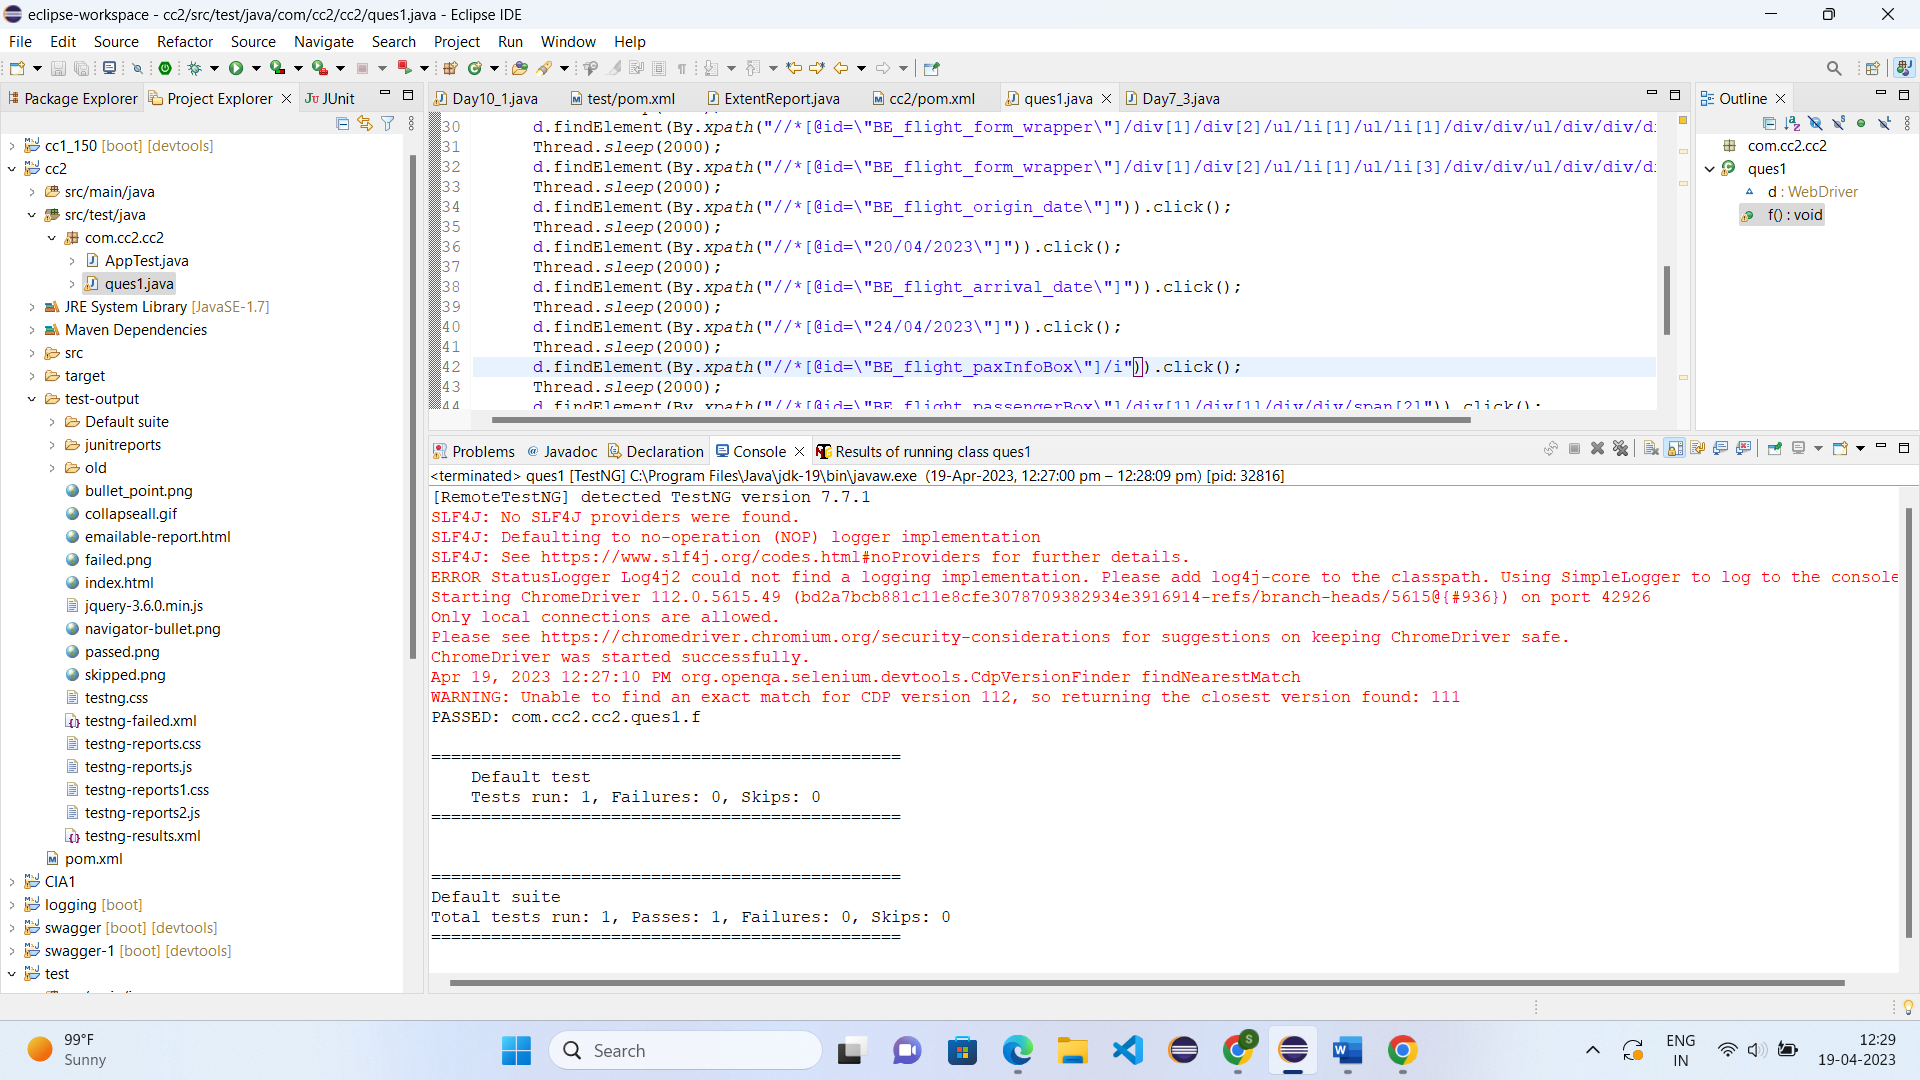 eclipse-workspace - cc2/src/test/java/com/cc2/cc2/ques1.java - Eclipse IDE
File Edit Source Refactor Source Navigate Search Project Run Window Help
Package Explorer Project Explorer JUnit
cc1_150 [boot] [devtools]
cc2
src/main/java
src/test/java
com.cc2.cc2
AppTest.java
ques1.java
JRE System Library [JavaSE-1.7]
Maven Dependencies
src
target
test-output
Default suite
junitreports
old
bullet_point.png
collapseall.gif
emailable-report.html
failed.png
index.html
jquery-3.6.0.min.js
navigator-bullet.png
passed.png
skipped.png
testng.css
testng-failed.xml
testng-reports.css
testng-reports.js
testng-reports1.css
testng-reports2.js
testng-results.xml
pom.xml
CIA1
logging [boot]
swagger [boot] [devtools]
swagger-1 [boot] [devtools]
test
Day10_1.java test/pom.xml ExtentReport.java cc2/pom.xml ques1.java Day7_3.java
30 d.findElement(By.xpath("//*[@id=\"BE_flight_form_wrapper\"]/div[1]/div[2]/ul/li[1]/ul/li[1]/div/div/ul/div/div/di
31 Thread.sleep(2000);
32 d.findElement(By.xpath("//*[@id=\"BE_flight_form_wrapper\"]/div[1]/div[2]/ul/li[1]/ul/li[3]/div/div/ul/div/div/di
33 Thread.sleep(2000);
34 d.findElement(By.xpath("//*[@id=\"BE_flight_origin_date\"]")).click();
35 Thread.sleep(2000);
36 d.findElement(By.xpath("//*[@id=\"20/04/2023\"]")).click();
37 Thread.sleep(2000);
38 d.findElement(By.xpath("//*[@id=\"BE_flight_arrival_date\"]")).click();
39 Thread.sleep(2000);
40 d.findElement(By.xpath("//*[@id=\"24/04/2023\"]")).click();
41 Thread.sleep(2000);
42 d.findElement(By.xpath("//*[@id=\"BE_flight_paxInfoBox\"]/i")).click();
43 Thread.sleep(2000);
44 d.findElement(By.xpath("//*[@id=\"BE_flight_passengerBox\"]/div[1]/div[1]/div/div/span[2]")).click();
Outline
com.cc2.cc2
ques1
d : WebDriver
f() : void
Problems Javadoc Declaration Console Results of running class ques1
<terminated> ques1 [TestNG] C:\Program Files\Java\jdk-19\bin\javaw.exe (19-Apr-2023, 12:27:00 pm – 12:28:09 pm) [pid: 32816]
[RemoteTestNG] detected TestNG version 7.7.1
SLF4J: No SLF4J providers were found.
SLF4J: Defaulting to no-operation (NOP) logger implementation
SLF4J: See https://www.slf4j.org/codes.html#noProviders for further details.
ERROR StatusLogger Log4j2 could not find a logging implementation. Please add log4j-core to the classpath. Using SimpleLogger to log to the console
Starting ChromeDriver 112.0.5615.49 (bd2a7bcb881c11e8cfe3078709382934e3916914-refs/branch-heads/5615@{#936}) on port 42926
Only local connections are allowed.
Please see https://chromedriver.chromium.org/security-considerations for suggestions on keeping ChromeDriver safe.
ChromeDriver was started successfully.
Apr 19, 2023 12:27:10 PM org.openqa.selenium.devtools.CdpVersionFinder findNearestMatch
WARNING: Unable to find an exact match for CDP version 112, so returning the closest version found: 111
PASSED: com.cc2.cc2.ques1.f
===============================================
Default test
Tests run: 1, Failures: 0, Skips: 0
===============================================
===============================================
Default suite
Total tests run: 1, Passes: 1, Failures: 0, Skips: 0
===============================================
99°F
Sunny
Search
ENG
IN
12:29
19-04-2023